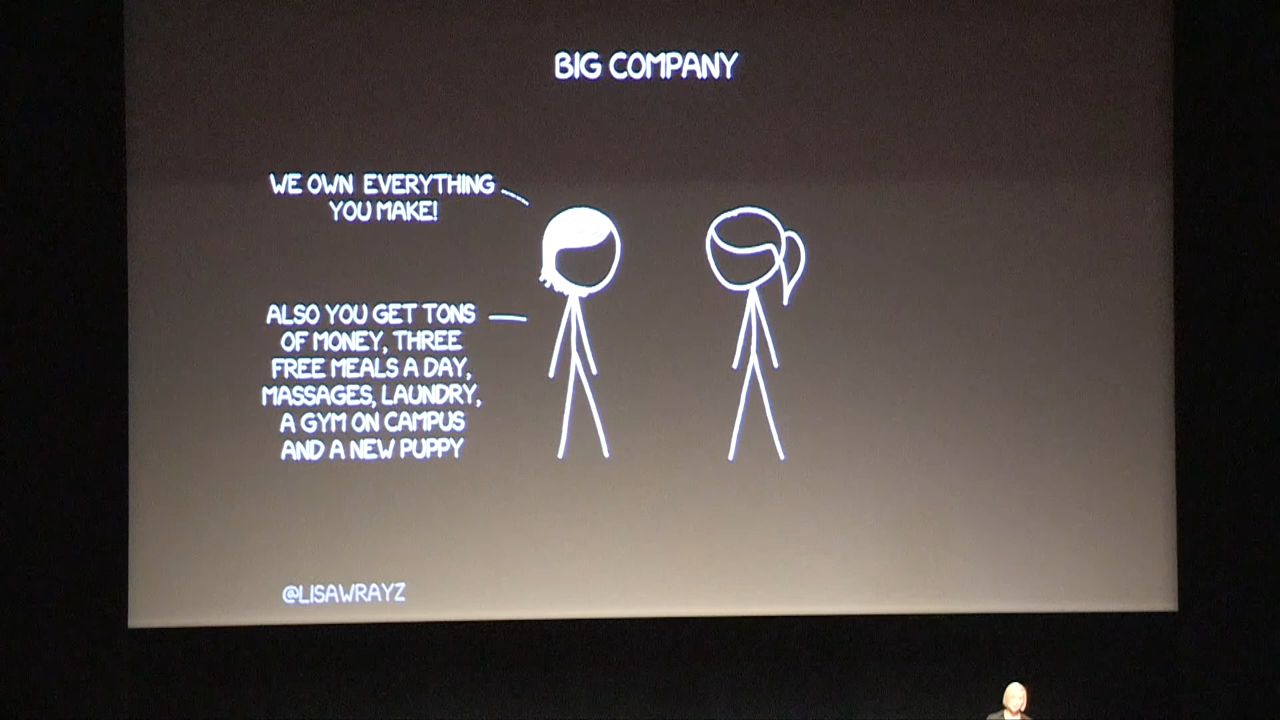 BIG COMPANY
WE OWN EVERYTHING
YOU MAKE!
ALSO YOU GET TONS
OF MONEY, THREE
FREE MEALS A DAY,
MASSAGES, LAUNDRY,
A GYM ON CAMPUS
AND A NEW PUPPY
@LISAWRAYZ